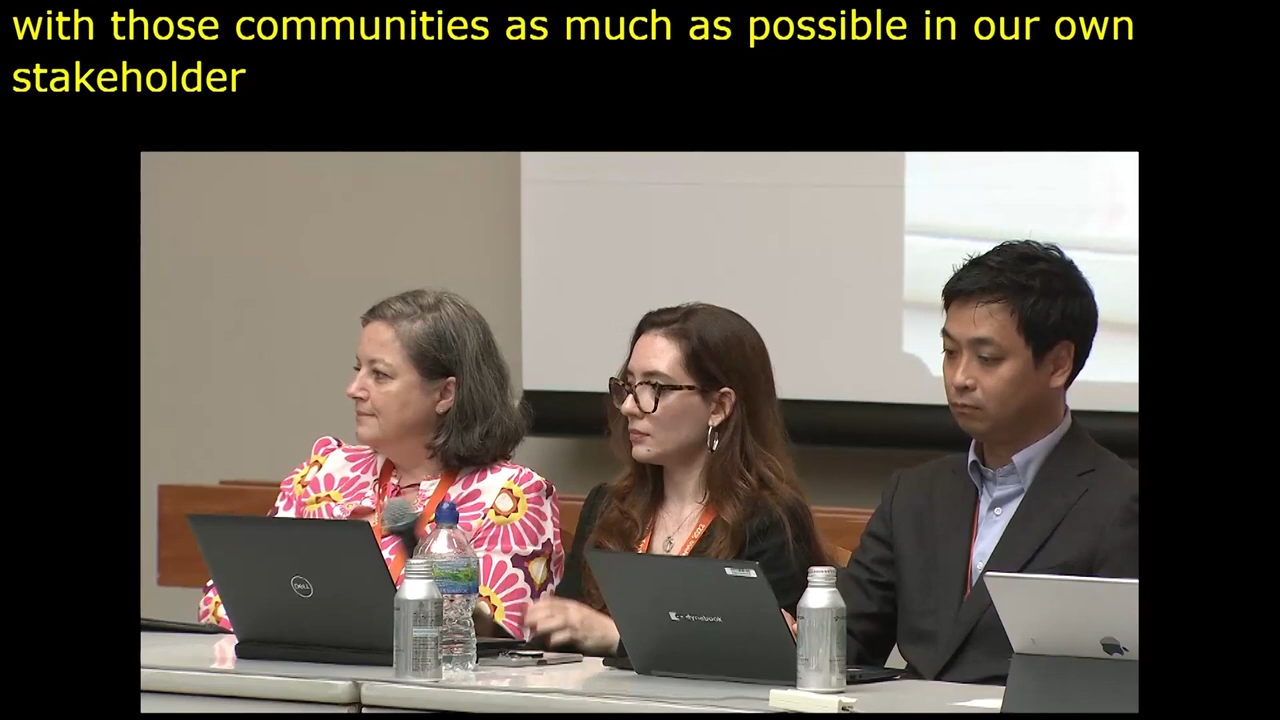 with those communities as much as possible in our own
stakeholder
DELL
dynabook